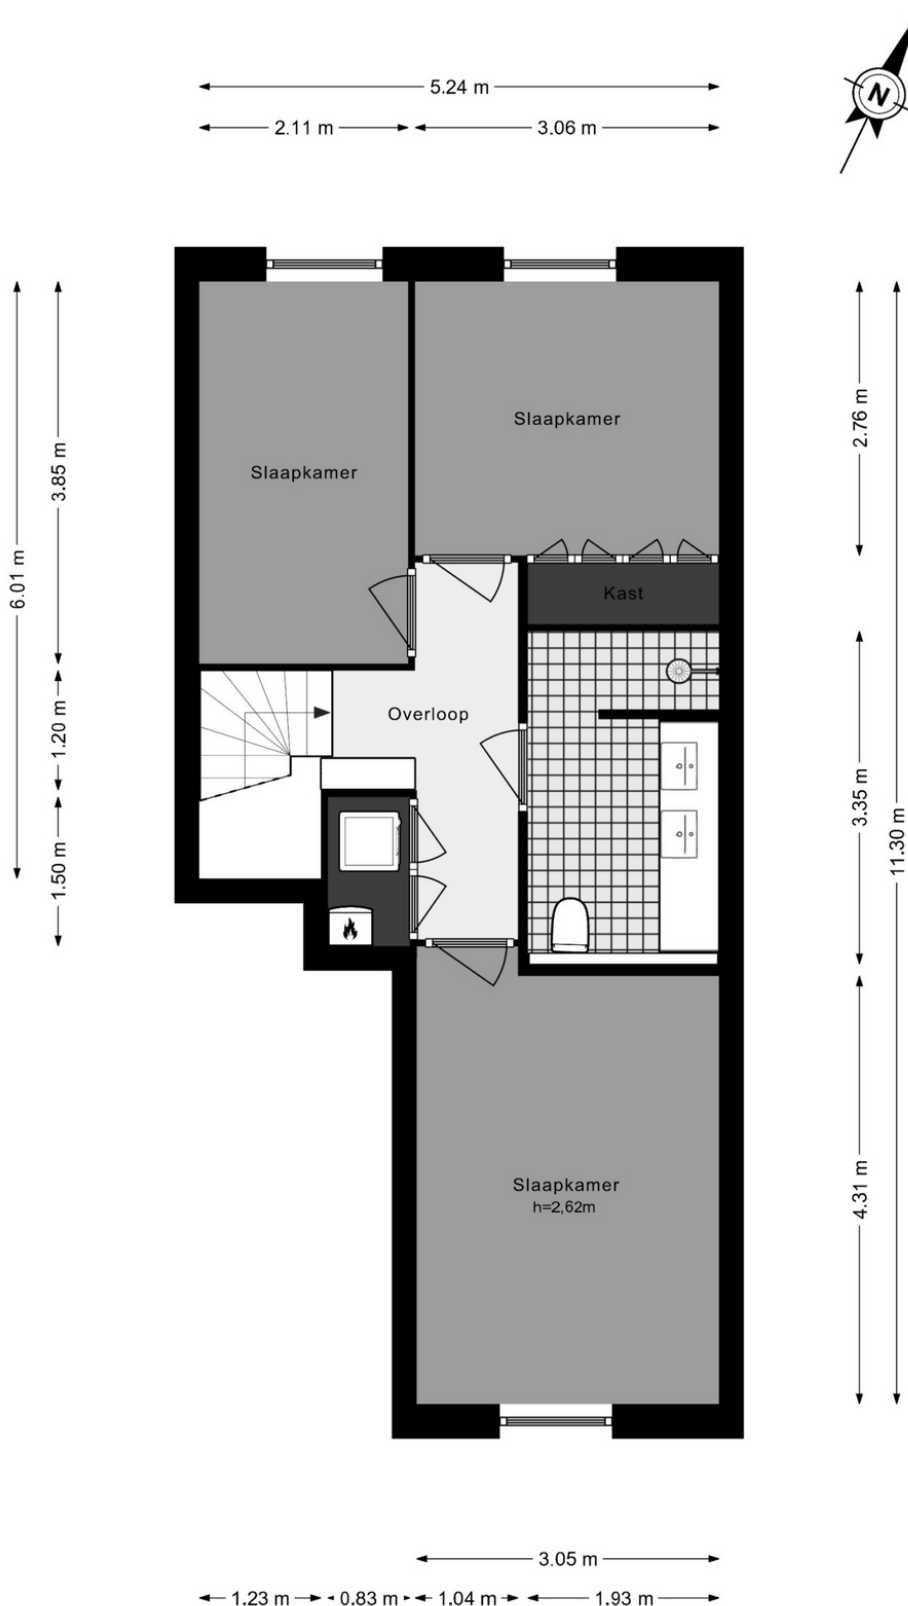 N
5.24 m
2.11 m
3.06 m
Slaapkamer
Slaapkamer
Kast
Overloop
Slaapkamer
h=2,62m
6.01 m
3.85 m
1.20 m
1.50 m
2.76 m
3.35 m
4.31 m
11.30 m
3.05 m
1.23 m
0.83 m
1.04 m
1.93 m